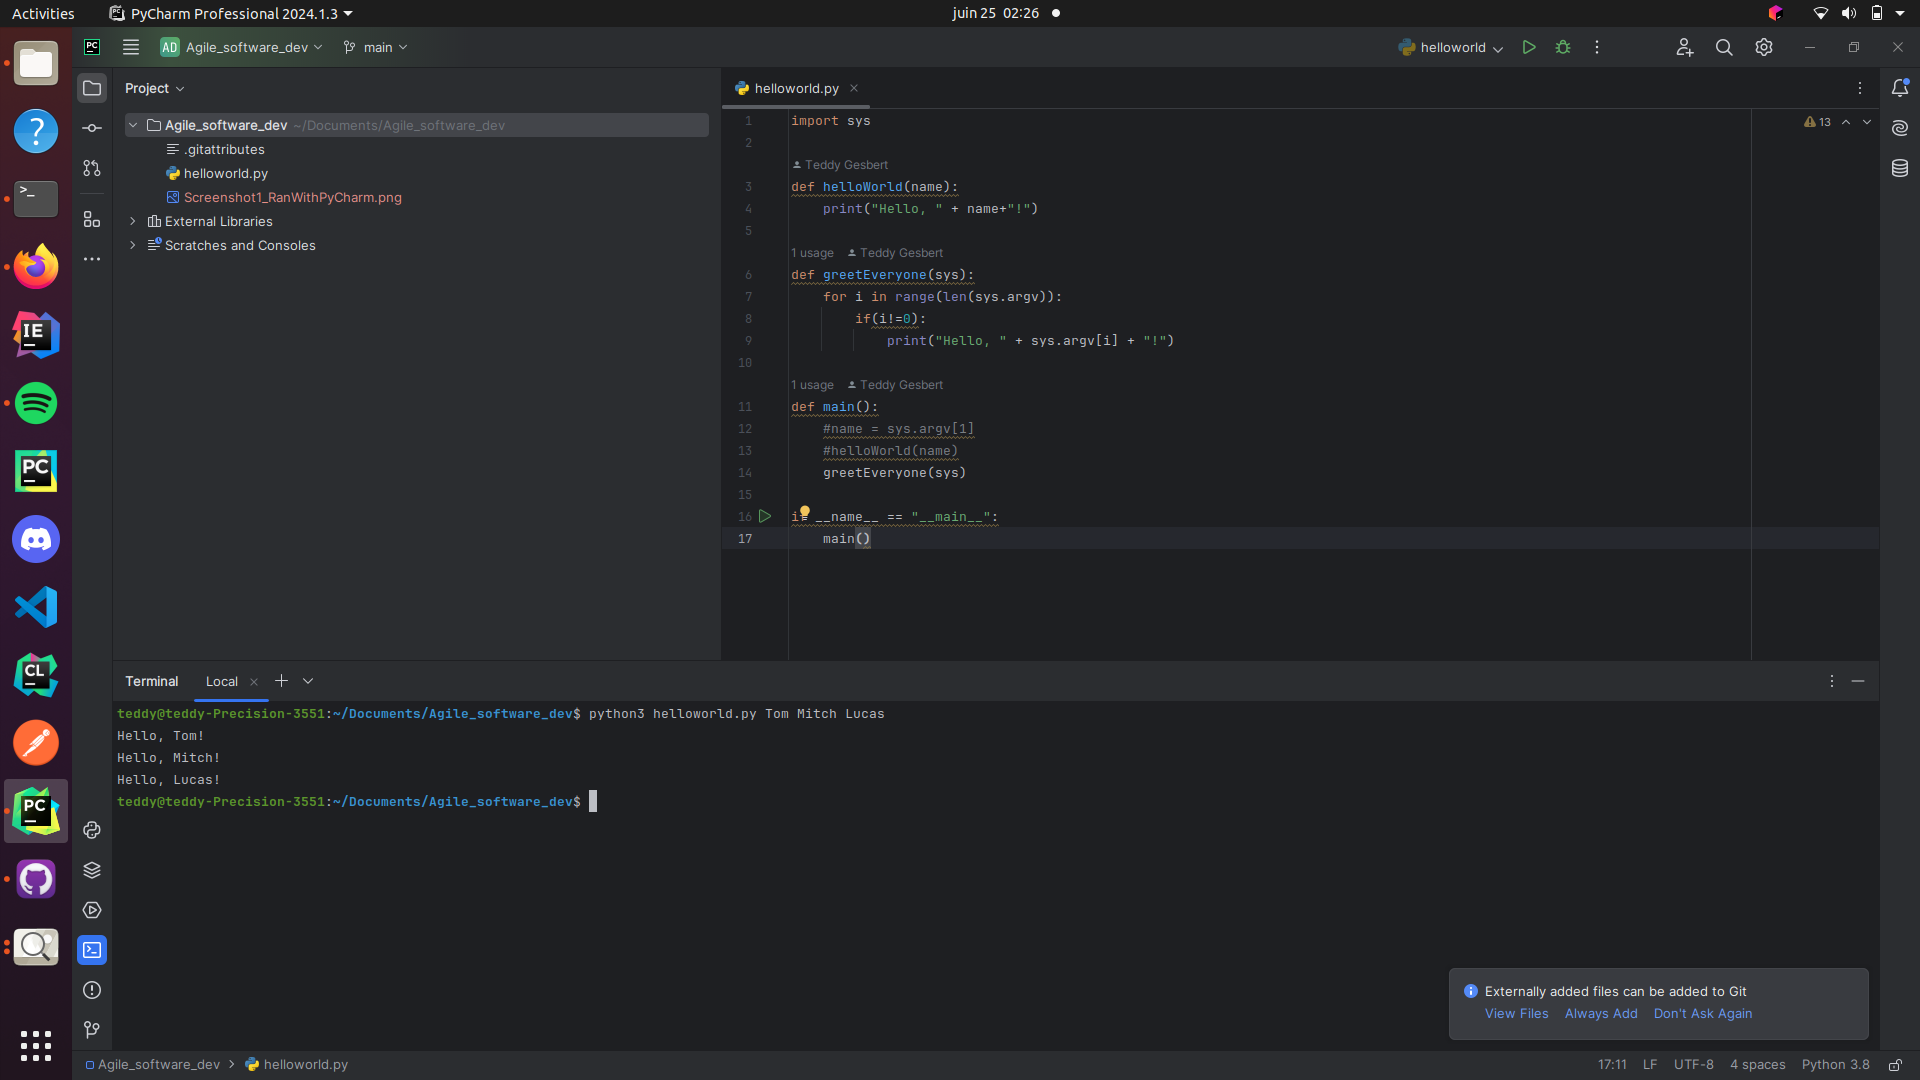 Activities
PyCharm Professional 2024.1.3
juin 25 02:26
PC
AD Agile_software_dev
main
helloworld
Project
Agile_software_dev ~/Documents/Agile_software_dev
.gitattributes
helloworld.py
Screenshot1_RanWithPyCharm.png
External Libraries
Scratches and Consoles
helloworld.py
13
1 import sys
2
Teddy Gesbert
3 def helloWorld(name):
4 print("Hello, " + name+"!")
5
1 usage Teddy Gesbert
6 def greetEveryone(sys):
7 for i in range(len(sys.argv)):
8 if(i!=0):
9 print("Hello, " + sys.argv[i] + "!")
10
1 usage Teddy Gesbert
11 def main():
12 #name = sys.argv[1]
13 #helloWorld(name)
14 greetEveryone(sys)
15
16 if __name__ == "__main__":
17 main()
IE
PC
CL
PC
Terminal
Local
teddy@teddy-Precision-3551:~/Documents/Agile_software_dev$ python3 helloworld.py Tom Mitch Lucas
Hello, Tom!
Hello, Mitch!
Hello, Lucas!
teddy@teddy-Precision-3551:~/Documents/Agile_software_dev$
Externally added files can be added to Git
View Files Always Add Don't Ask Again
Agile_software_dev > helloworld.py
17:11 LF UTF-8 4 spaces Python 3.8